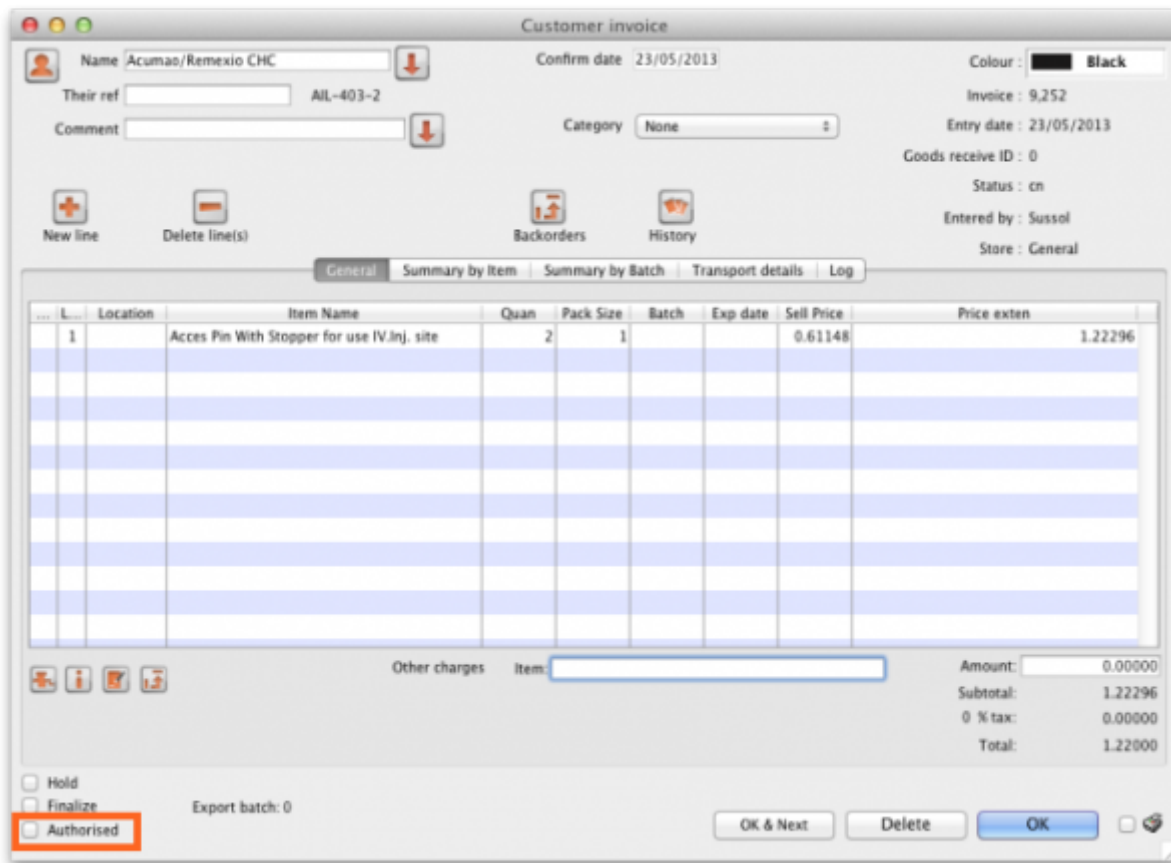 Customer invoice
Name Acumao/Remexio CHC Confirm date 23/05/2013 Colour : Black
Their ref AIL-403-2 Invoice : 9,252
Comment Category None Entry date : 23/05/2013
Goods receive ID : 0
Status : cn
New line Delete line(s) Backorders History Entered by : Sussol
Store : General
General Summary by Item Summary by Batch Transport details Log
... L... Location Item Name Quan Pack Size Batch Exp date Sell Price Price exten
1 Acces Pin With Stopper for use IV.Inj. site 2 1 0.61148 1.22296
Other charges Item: Amount: 0.00000
Subtotal: 1.22296
0 % tax: 0.00000
Total: 1.22000
Hold
Finalize Export batch: 0
Authorised OK & Next Delete OK